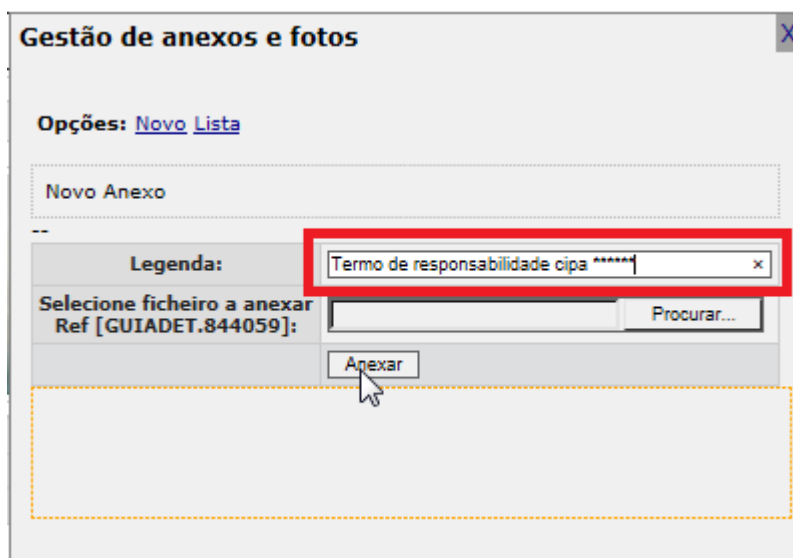 Gestão de anexos e fotos
X
Opções: Novo Lista
Novo Anexo
--
Legenda: Termo de responsabilidade cipa ****** ×
Selecione ficheiro a anexar
Ref [GUIADET.844059]: Procurar...
Anexar